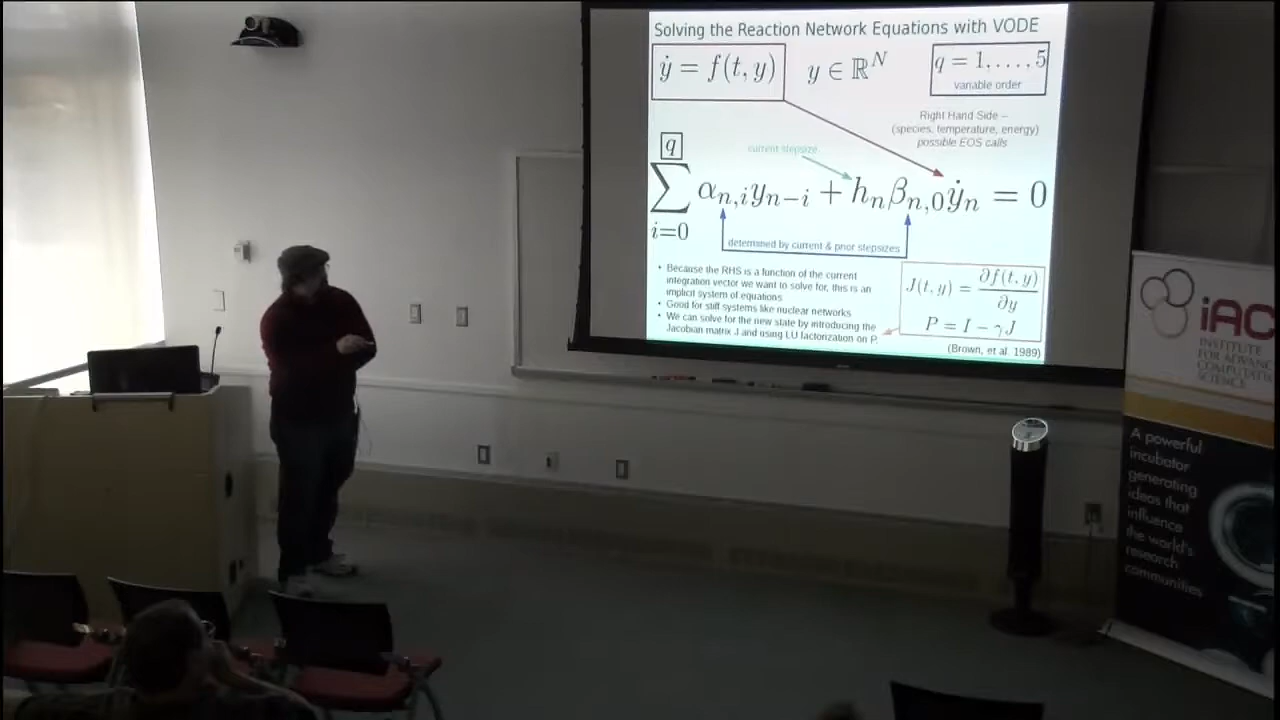 Solving the Reaction Network Equations with VODE
ẏ = f(t, y)
y ∈ ℝ^N
q = 1, . . . , 5
variable order
Right Hand Side –
(species, temperature, energy)
possible EOS calls
current stepsize
∑_{i=0}^{q} α_{n,i} y_{n−i} + h_n β_{n,0} ẏ_n = 0
determined by current & prior stepsizes
• Because the RHS is a function of the current
integration vector we want to solve for, this is an
implicit system of equations
• Good for stiff systems like nuclear networks
• We can solve for the new state by introducing the
Jacobian matrix J and using LU factorization on P.
J(t, y) = ∂f(t, y) / ∂y
P = I − γJ
(Brown, et al. 1989)
iAC
INSTITUTE
FOR ADVANC
COMPUTATI
SCIENCE
A powerful
incubator
generating
ideas that
influence
the world's
research
communities